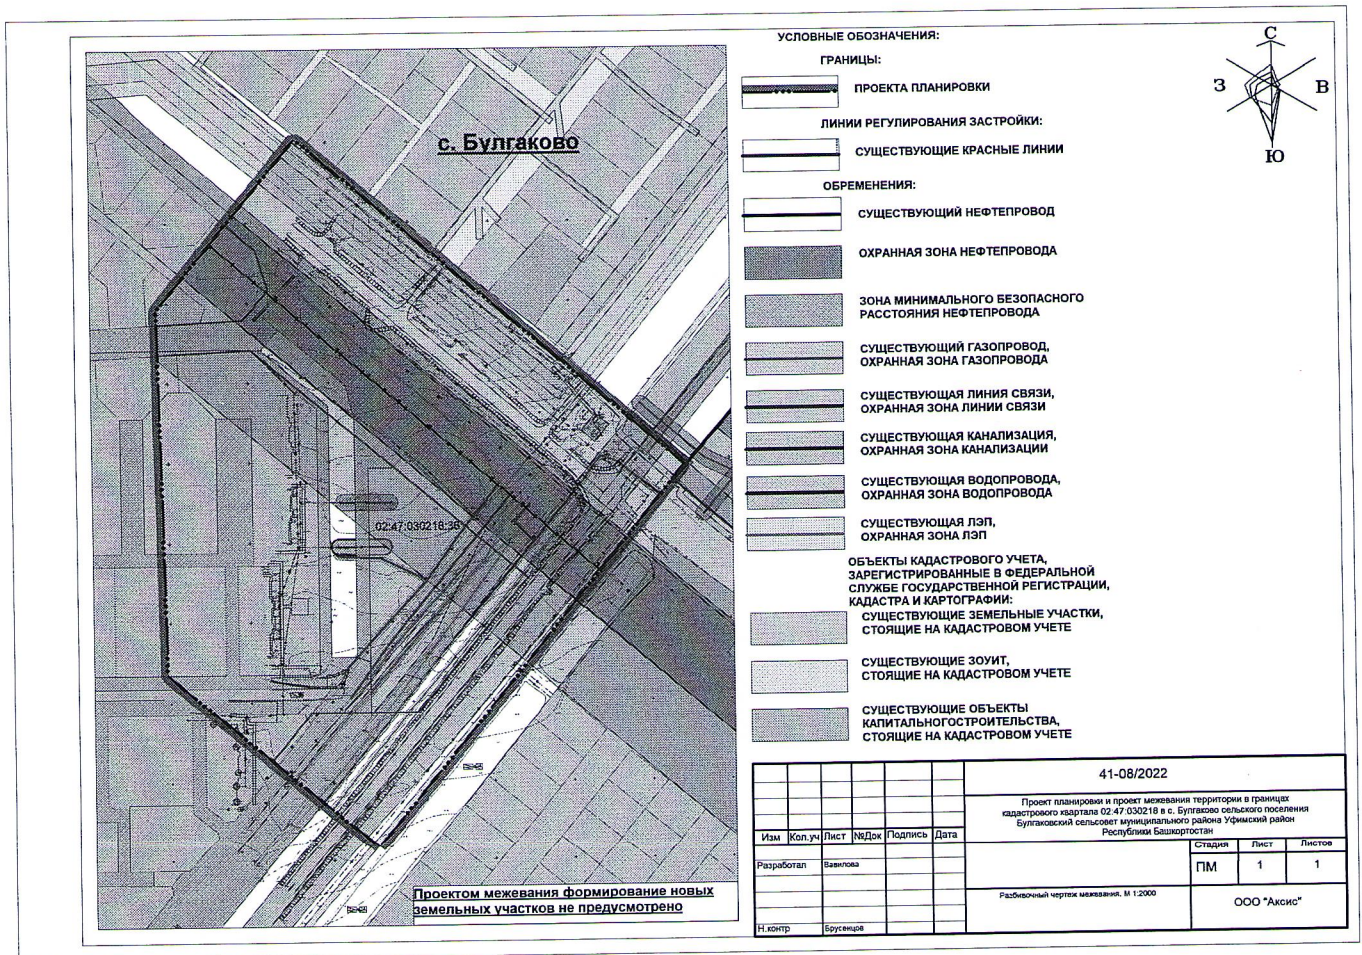 с. Булгаково
02:47:030218:38
Проектом межевания формирование новых
земельных участков не предусмотрено
УСЛОВНЫЕ ОБОЗНАЧЕНИЯ:
ГРАНИЦЫ:
ПРОЕКТА ПЛАНИРОВКИ
ЛИНИИ РЕГУЛИРОВАНИЯ ЗАСТРОЙКИ:
СУЩЕСТВУЮЩИЕ КРАСНЫЕ ЛИНИИ
ОБРЕМЕНЕНИЯ:
СУЩЕСТВУЮЩИЙ НЕФТЕПРОВОД
ОХРАННАЯ ЗОНА НЕФТЕПРОВОДА
ЗОНА МИНИМАЛЬНОГО БЕЗОПАСНОГО
РАССТОЯНИЯ НЕФТЕПРОВОДА
СУЩЕСТВУЮЩИЙ ГАЗОПРОВОД,
ОХРАННАЯ ЗОНА ГАЗОПРОВОДА
СУЩЕСТВУЮЩАЯ ЛИНИЯ СВЯЗИ,
ОХРАННАЯ ЗОНА ЛИНИИ СВЯЗИ
СУЩЕСТВУЮЩАЯ КАНАЛИЗАЦИЯ,
ОХРАННАЯ ЗОНА КАНАЛИЗАЦИИ
СУЩЕСТВУЮЩАЯ ВОДОПРОВОДА,
ОХРАННАЯ ЗОНА ВОДОПРОВОДА
СУЩЕСТВУЮЩАЯ ЛЭП,
ОХРАННАЯ ЗОНА ЛЭП
ОБЪЕКТЫ КАДАСТРОВОГО УЧЕТА,
ЗАРЕГИСТРИРОВАННЫЕ В ФЕДЕРАЛЬНОЙ
СЛУЖБЕ ГОСУДАРСТВЕННОЙ РЕГИСТРАЦИИ,
КАДАСТРА И КАРТОГРАФИИ:
СУЩЕСТВУЮЩИЕ ЗЕМЕЛЬНЫЕ УЧАСТКИ,
СТОЯЩИЕ НА КАДАСТРОВОМ УЧЕТЕ
СУЩЕСТВУЮЩИЕ ЗОУИТ,
СТОЯЩИЕ НА КАДАСТРОВОМ УЧЕТЕ
СУЩЕСТВУЮЩИЕ ОБЪЕКТЫ
КАПИТАЛЬНОГОСТРОИТЕЛЬСТВА,
СТОЯЩИЕ НА КАДАСТРОВОМ УЧЕТЕ
С
З В
Ю
41-08/2022
Проект планировки и проект межевания территории в границах
кадастрового квартала 02:47:030218 в с. Булгаково сельского поселения
Булгаковский сельсовет муниципального района Уфимский район
Республики Башкортостан
Изм Кол.уч Лист №Док Подпись Дата
Разработал Вавилова
Н.контр Брусенцов
Стадия Лист Листов
ПМ 1 1
Разбивочный чертеж межевания. М 1:2000
ООО "Аксис"